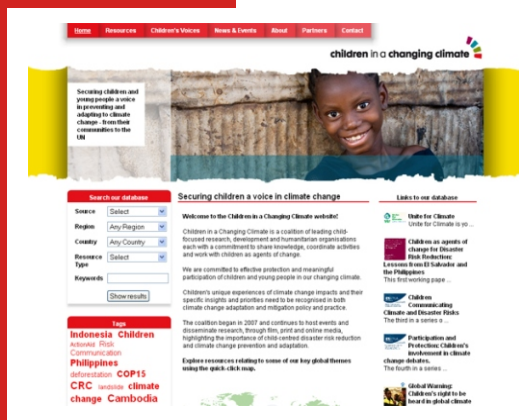 Home Resources Children's Voices News & Events About Partners Contact
children in a changing climate
Securing children and
young people a voice
in preventing and
adapting to climate
change - from their
communities to the
UN
Search our database
Source Select
Region Any Region
Country Any Country
Resource Type Select
Keywords
Show results
Tags
Indonesia Children
ActionAid Risk
Communication
Philippines
deforestation COP15
CRC landslide climate
change Cambodia
Securing children a voice in climate change
Welcome to the Children in a Changing Climate website!
Children in a Changing Climate is a coalition of leading child-
focused research, development and humanitarian organisations
each with a commitment to share knowledge, coordinate activities
and work with children as agents of change.
We are committed to effective protection and meaningful
participation of children and young people in our changing climate.
Children's unique experiences of climate change impacts and their
specific insights and priorities need to be recognised in both
climate change adaptation and mitigation policy and practice.
The coalition began in 2007 and continues to host events and
disseminate research, through film, print and online media,
highlighting the importance of child-centred disaster risk reduction
and climate change prevention and adaptation.
Explore resources relating to some of our key global themes
using the quick-click map.
Links to our database
Unite for Climate
Unite for Climate is yo ...
Children as agents of
change for Disaster
Risk Reduction:
Lessons from El Salvador and
the Philippines
This first working pape ...
Children
Communicating
Climate and Disaster Risks
The third in a series o ...
Participation and
Protection: Children's
involvement in climate
change debates.
The fourth in a series ...
Global Warming:
Children's right to be
heard in global climate